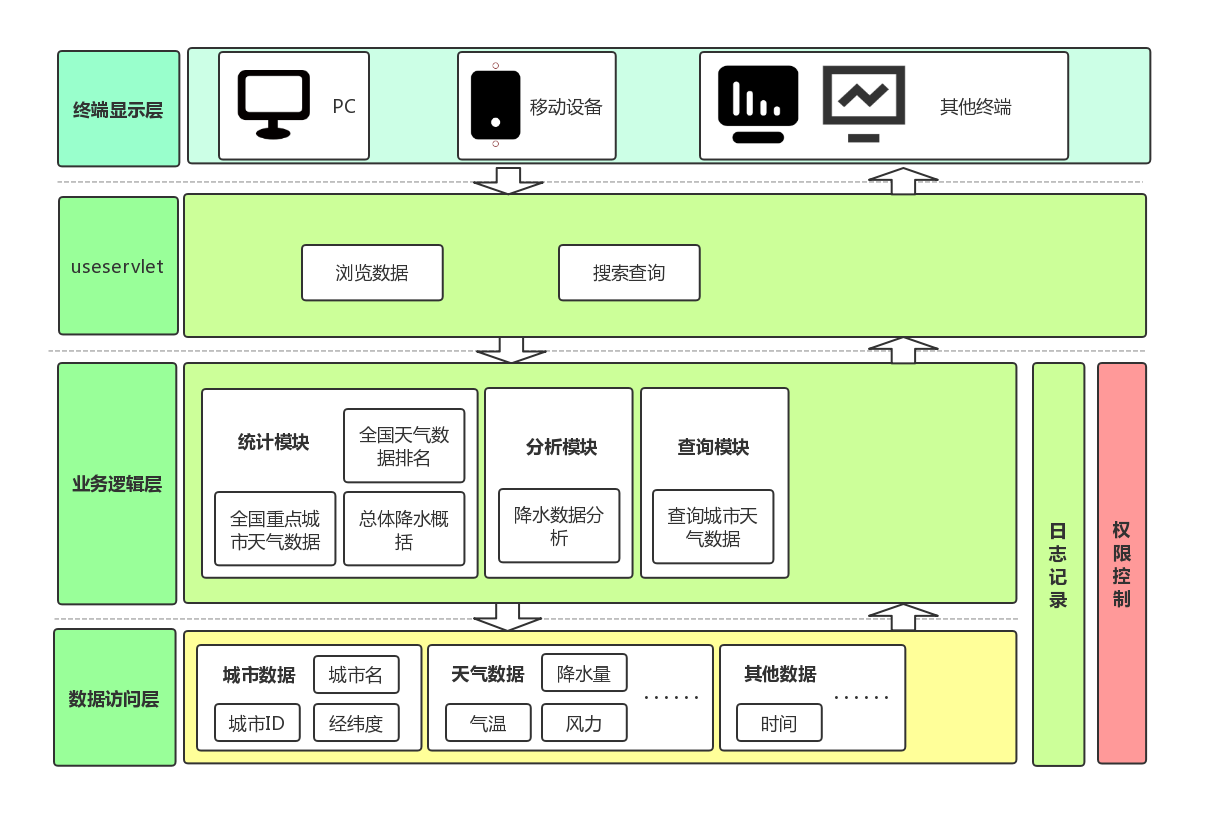 终端显示层
PC
移动设备
其他终端
useservlet
浏览数据
搜索查询
业务逻辑层
统计模块
全国天气数
据排名
全国重点城
市天气数据
总体降水概
括
分析模块
降水数据分
析
查询模块
查询城市天
气数据
日
志
记
录
权
限
控
制
数据访问层
城市数据
城市名
城市ID
经纬度
天气数据
降水量
······
气温
风力
其他数据
······
时间